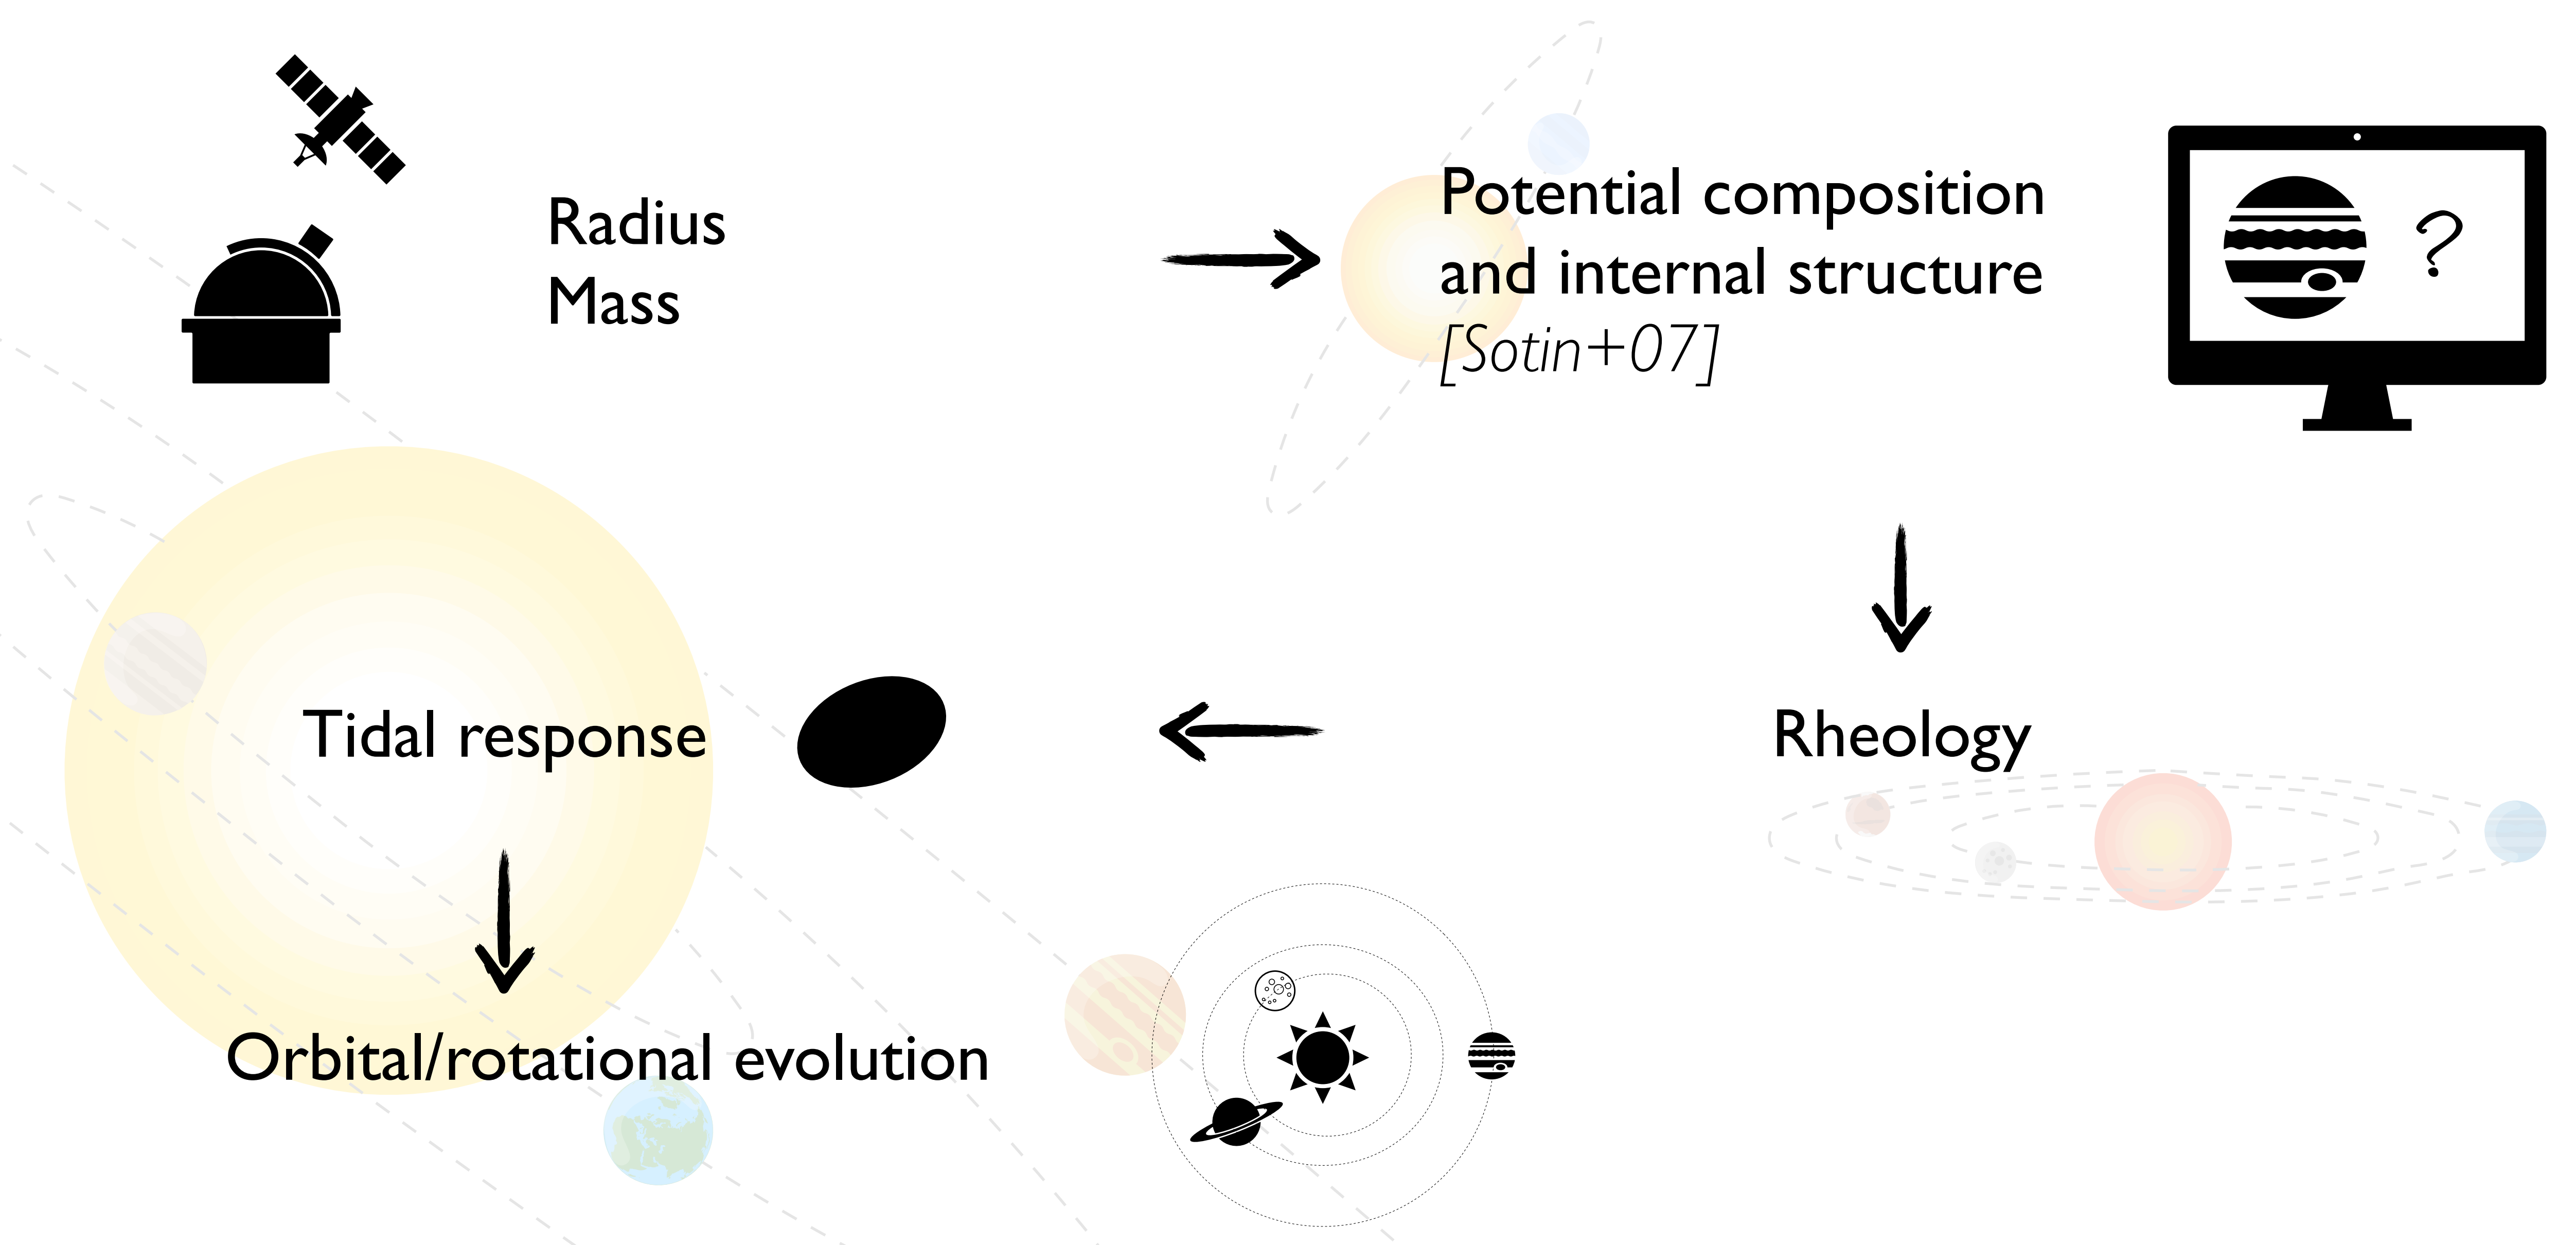 Radius
Mass
Potential composition
and internal structure
[Sotin+07]
?
Rheology
Tidal response
Orbital/rotational evolution